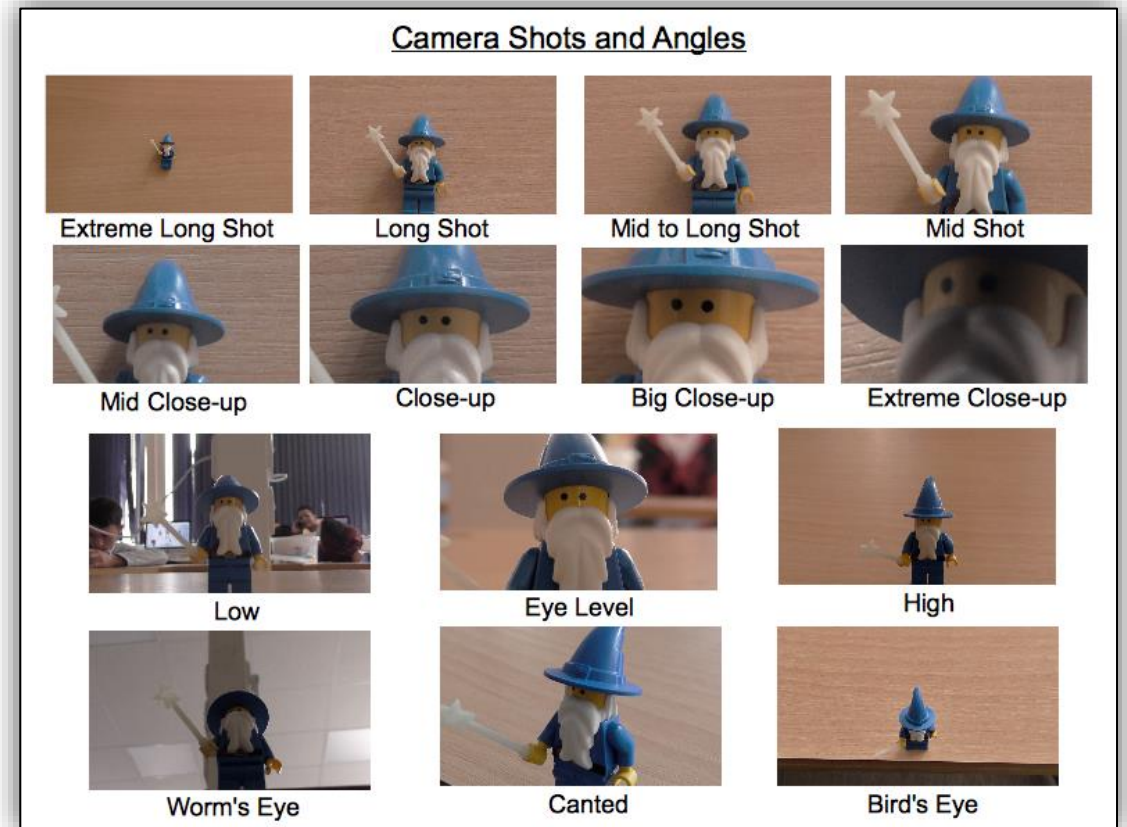 Camera Shots and Angles
Extreme Long Shot
Long Shot
Mid to Long Shot
Mid Shot
Mid Close-up
Close-up
Big Close-up
Extreme Close-up
Low
Eye Level
High
Worm's Eye
Canted
Bird's Eye